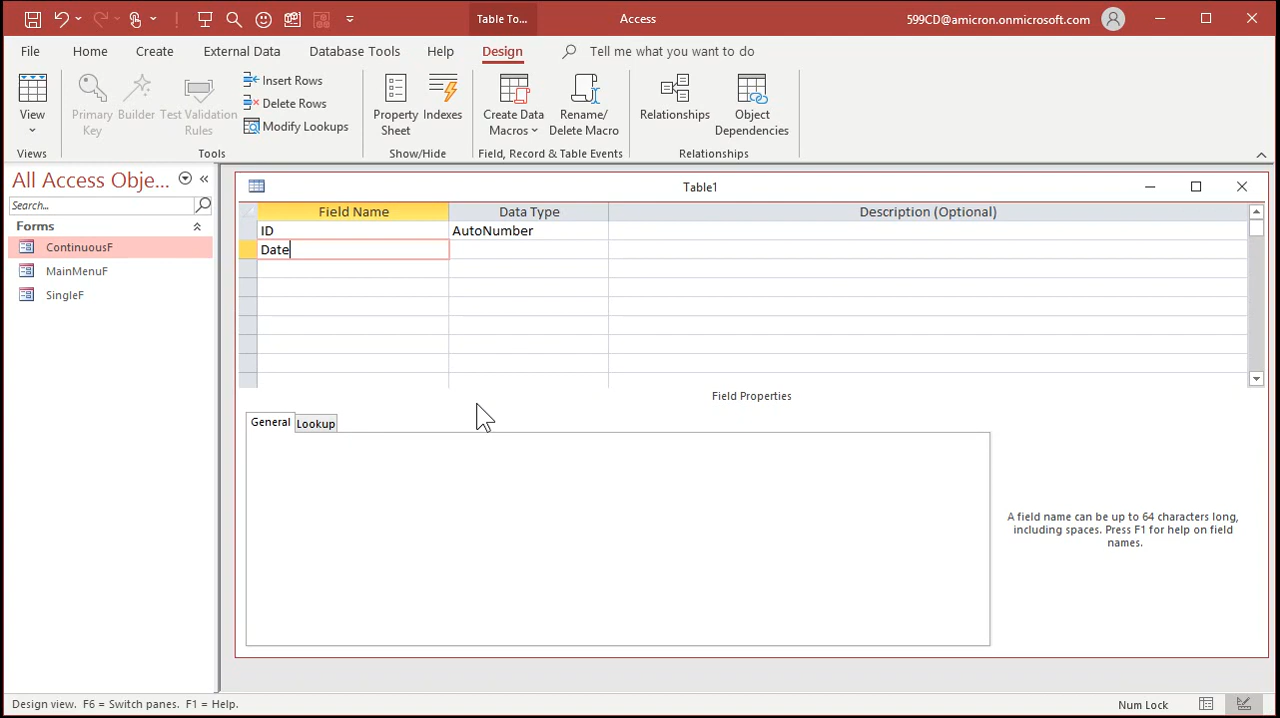 Table To...
Access
599CD@amicron.onmicrosoft.com
File
Home
Create
External Data
Database Tools
Help
Design
Tell me what you want to do
View
Primary
Key
Builder
Test Validation
Rules
Insert Rows
Delete Rows
Modify Lookups
Property
Sheet
Indexes
Create Data
Macros
Rename/
Delete Macro
Relationships
Object
Dependencies
Views
Tools
Show/Hide
Field, Record & Table Events
Relationships
All Access Obje...
Search...
Forms
ContinuousF
MainMenuF
SingleF
Table1
Field Name
Data Type
Description (Optional)
ID
AutoNumber
Date
Field Properties
General
Lookup
A field name can be up to 64 characters long,
including spaces. Press F1 for help on field
names.
Design view. F6 = Switch panes. F1 = Help.
Num Lock